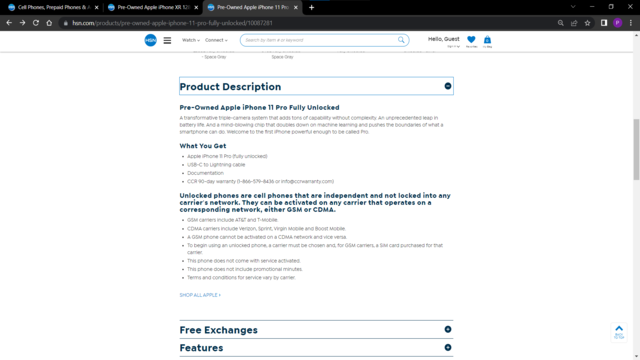 Cell Phones, Prepaid Phones & A
Pre-Owned Apple iPhone XR 128
Pre-Owned Apple iPhone 11 Pro
hsn.com/products/pre-owned-apple-iphone-11-pro-fully-unlocked/10087281
HSN
Watch
Connect
Search by item # or keyword
Hello, Guest
- Space Gray
- Space Gray
Product Description
Pre-Owned Apple iPhone 11 Pro Fully Unlocked
A transformative triple-camera system that adds tons of capability without complexity. An unprecedented leap in
battery life. And a mind-blowing chip that doubles down on machine learning and pushes the boundaries of what a
smartphone can do. Welcome to the first iPhone powerful enough to be called Pro.
What You Get
• Apple iPhone 11 Pro (fully unlocked)
• USB-C to Lightning cable
• Documentation
• CCR 90-day warranty (1-866-579-8436 or info@ccrwarranty.com)
Unlocked phones are cell phones that are independent and not locked into any
carrier's network. They can be activated on any carrier that operates on a
corresponding network, either GSM or CDMA.
• GSM carriers include AT&T and T-Mobile.
• CDMA carriers include Verizon, Sprint, Virgin Mobile and Boost Mobile.
• A GSM phone cannot be activated on a CDMA network and vice versa.
• To begin using an unlocked phone, a carrier must be chosen and, for GSM carriers, a SIM card purchased for that
carrier.
• This phone does not come with service activated.
• This phone does not include promotional minutes.
• Terms and conditions for service vary by carrier.
SHOP ALL APPLE >
BACK
TO TOP
Free Exchanges
Features